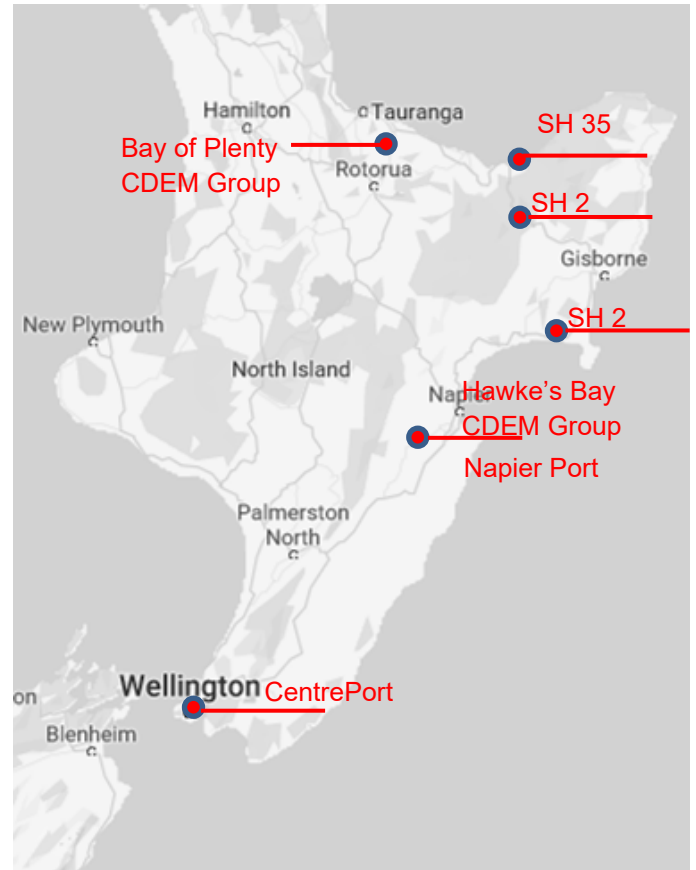 Hamilton
Tauranga
SH 35
Bay of Plenty
CDEM Group
Rotorua
SH 2
Gisborne
New Plymouth
SH 2
North Island
Napier
Hawke's Bay
CDEM Group
Napier Port
Palmerston
North
Wellington
CentrePort
on
Blenheim